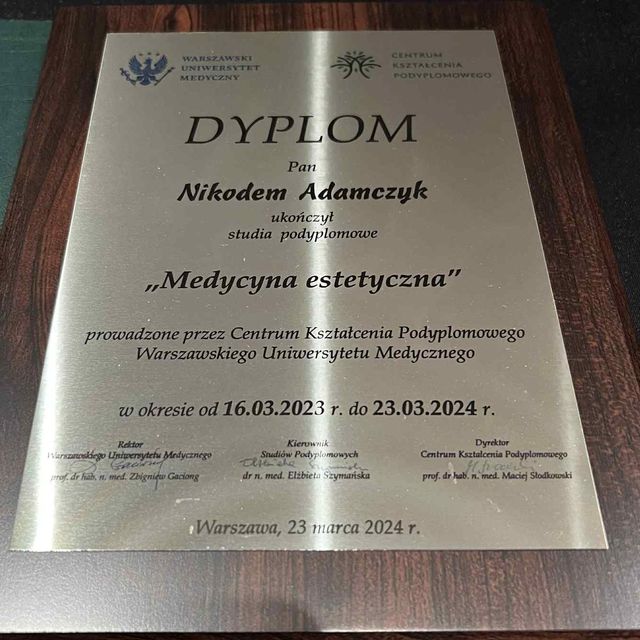 WARSZAWSKI
UNIWERSYTET
MEDYCZNY
CENTRUM
KSZTAŁCENIA
PODYPLOMOWEGO
DYPLOM
Pan
Nikodem Adamczyk
ukończył
studia podyplomowe
„Medycyna estetyczna”
prowadzone przez Centrum Kształcenia Podyplomowego
Warszawskiego Uniwersytetu Medycznego
w okresie od 16.03.2023 r. do 23.03.2024 r.
Rektor
Warszawskiego Uniwersytetu Medycznego
prof. dr hab. n. med. Zbigniew Gaciong
Kierownik
Studiów Podyplomowych
dr n. med. Elżbieta Szymańska
Dyrektor
Centrum Kształcenia Podyplomowego
prof. dr hab. n. med. Maciej Słodkowski
Warszawa, 23 marca 2024 r.